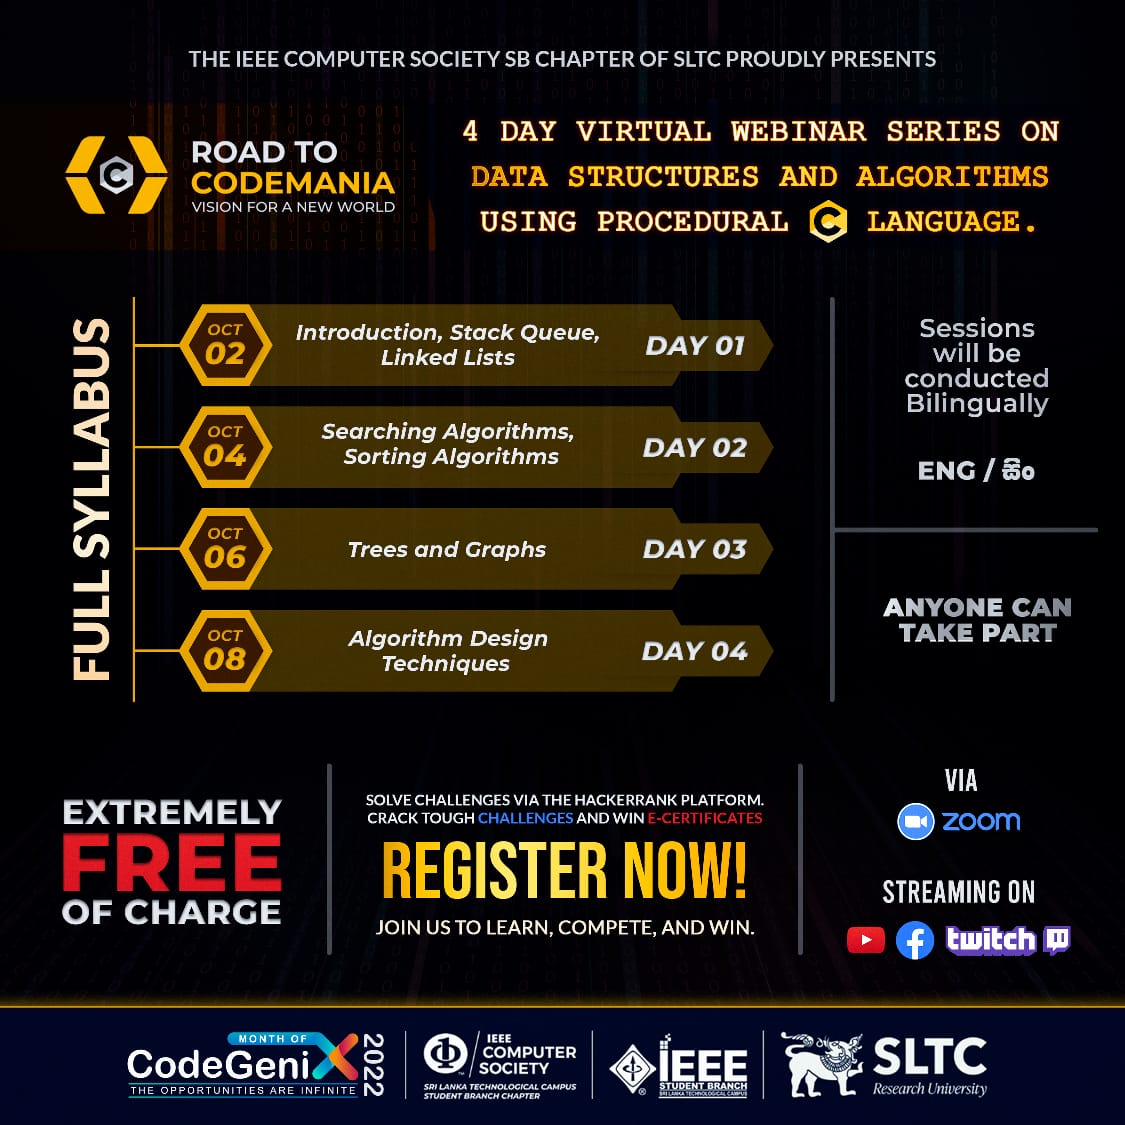 THE IEEE COMPUTER SOCIETY SB CHAPTER OF SLTC PROUDLY PRESENTS
ROAD TO
CODEMANIA
VISION FOR A NEW WORLD
4 DAY VIRTUAL WEBINAR SERIES ON
DATA STRUCTURES AND ALGORITHMS
USING PROCEDURAL C LANGUAGE.
FULL SYLLABUS
OCT
02
Introduction, Stack Queue,
Linked Lists
DAY 01
OCT
04
Searching Algorithms,
Sorting Algorithms
DAY 02
OCT
06
Trees and Graphs
DAY 03
OCT
08
Algorithm Design
Techniques
DAY 04
Sessions
will be
conducted
Bilingually
ENG / සිං
ANYONE CAN
TAKE PART
EXTREMELY
FREE
OF CHARGE
SOLVE CHALLENGES VIA THE HACKERRANK PLATFORM.
CRACK TOUGH CHALLENGES AND WIN E-CERTIFICATES
REGISTER NOW!
JOIN US TO LEARN, COMPETE, AND WIN.
VIA
zoom
STREAMING ON
twitch
MONTH OF
CodeGeniX
THE OPPORTUNITIES ARE INFINITE
2022
IEEE
COMPUTER
SOCIETY
SRI LANKA TECHNOLOGICAL CAMPUS
STUDENT BRANCH CHAPTER
IEEE
STUDENT BRANCH
SRI LANKA TECHNOLOGICAL CAMPUS
SLTC
Research University